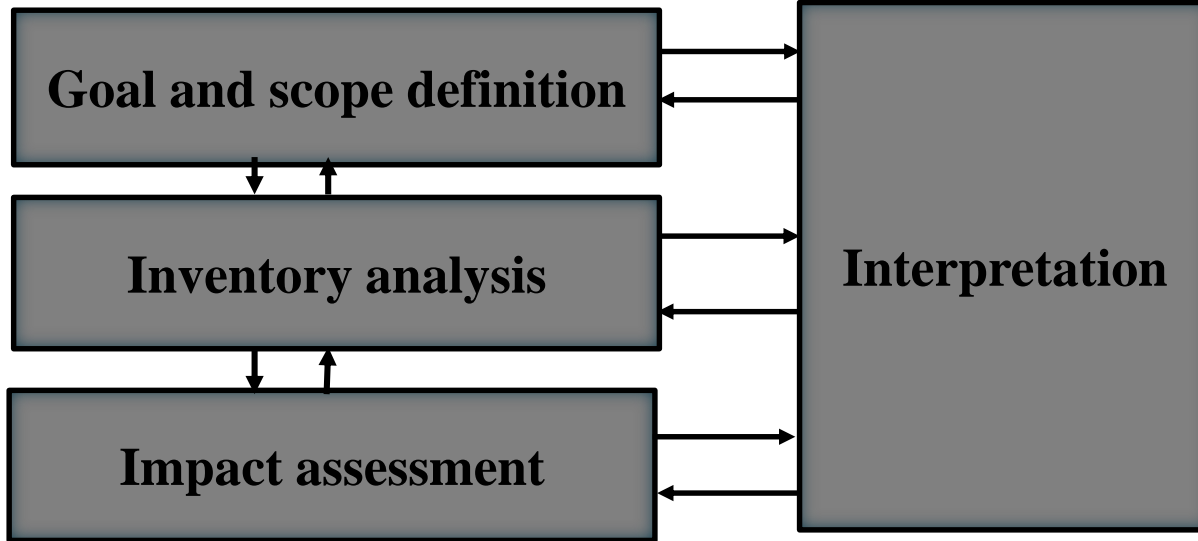 Goal and scope definition
Inventory analysis
Interpretation
Impact assessment